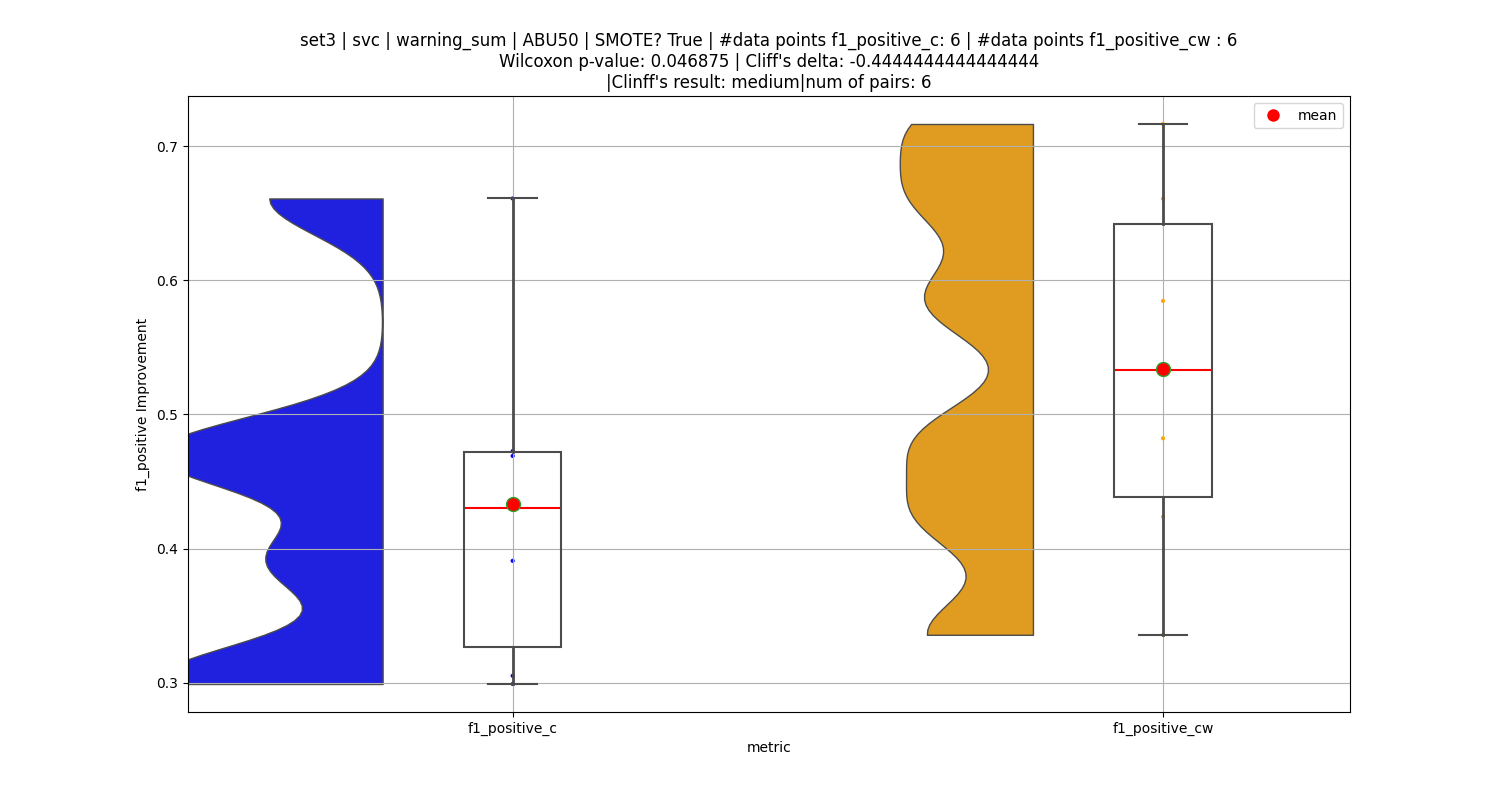 set3 | svc | warning_sum | ABU50 | SMOTE? True | #data points f1_positive_c: 6 | #data points f1_positive_cw : 6
Wilcoxon p-value: 0.046875 | Cliff's delta: -0.4444444444444444
|Clinff's result: medium|num of pairs: 6
mean
0.7
0.6
0.5
0.4
0.3
f1_positive Improvement
f1_positive_c
f1_positive_cw
metric